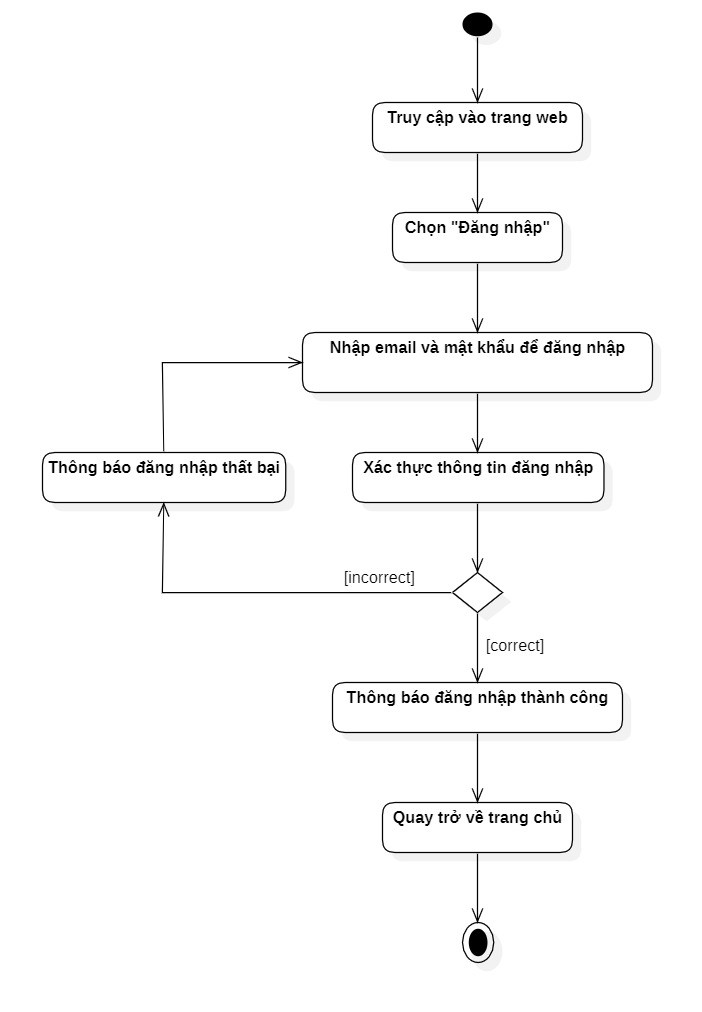 Truy cập vào trang web
Chọn "Đăng nhập"
Nhập email và mật khẩu để đăng nhập
Thông báo đăng nhập thất bại
Xác thực thông tin đăng nhập
[incorrect]
[correct]
Thông báo đăng nhập thành công
Quay trở về trang chủ